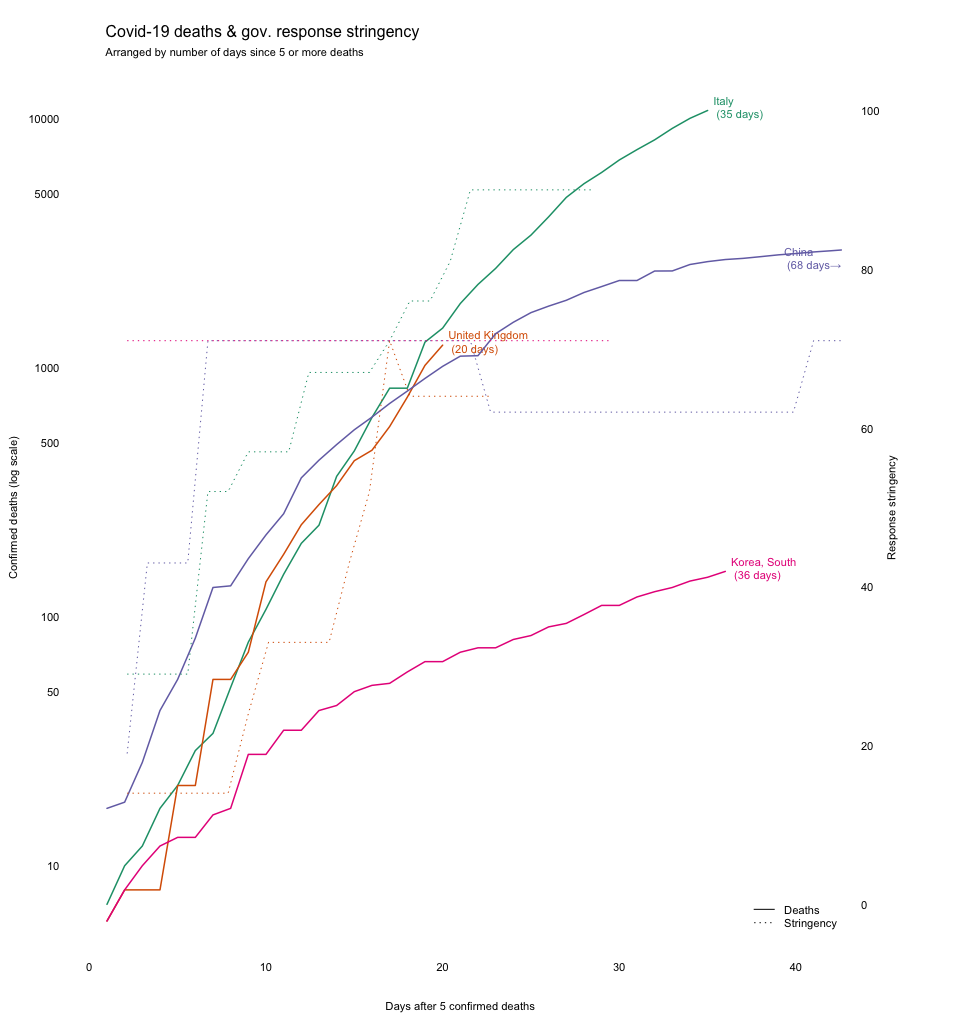 Covid-19 deaths & gov. response stringency
Arranged by number of days since 5 or more deaths
Italy
(35 days)
10000
100
5000
China
(68 days→
80
United Kingdom
(20 days)
1000
500
60
Confirmed deaths (log scale)
Response stringency
Korea, South
(36 days)
40
100
50
20
10
0
Deaths
Stringency
0
10
20
30
40
Days after 5 confirmed deaths